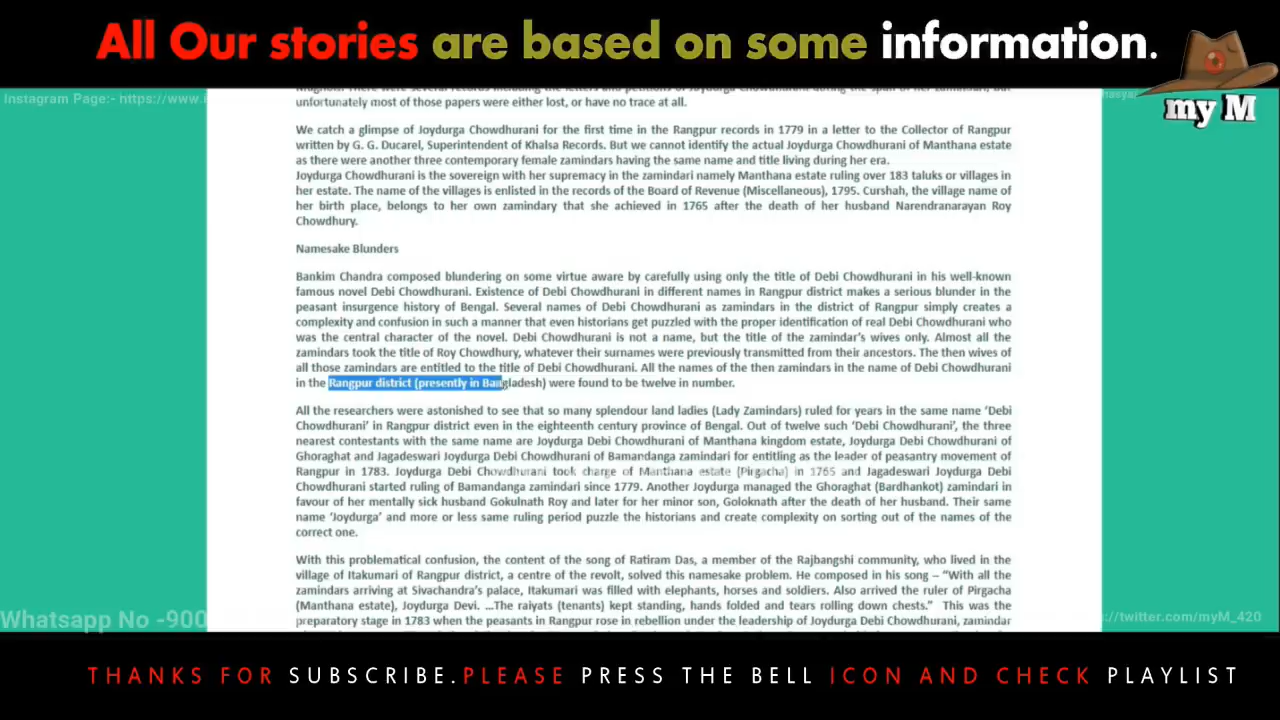 All Our stories are based on some information.
my M
Instagram Page:- https://www.i
unfortunately most of those papers were either lost, or have no trace at all.
We catch a glimpse of Joydurga Chowdhurani for the first time in the Rangpur records in 1779 in a letter to the Collector of Rangpur
written by G. G. Ducarel, Superintendent of Khalsa Records. But we cannot identify the actual Joydurga Chowdhurani of Manthana estate
as there were another three contemporary female zamindars having the same name and title living during her era.
Joydurga Chowdhurani is the sovereign with her supremacy in the zamindari namely Manthana estate ruling over 183 taluks or villages in
her estate. The name of the villages is enlisted in the records of the Board of Revenue (Miscellaneous), 1795. Curshah, the village name of
her birth place, belongs to her own zamindary that she achieved in 1765 after the death of her husband Narendranarayan Roy
Chowdhury.
Namesake Blunders
Bankim Chandra composed blundering on some virtue aware by carefully using only the title of Debi Chowdhurani in his well-known
famous novel Debi Chowdhurani. Existence of Debi Chowdhurani in different names in Rangpur district makes a serious blunder in the
peasant insurgence history of Bengal. Several names of Debi Chowdhurani as zamindars in the district of Rangpur simply creates a
complexity and confusion in such a manner that even historians get puzzled with the proper identification of real Debi Chowdhurani who
was the central character of the novel. Debi Chowdhurani is not a name, but the title of the zamindar's wives only. Almost all the
zamindars took the title of Roy Chowdhury, whatever their surnames were previously transmitted from their ancestors. The then wives of
all those zamindars are entitled to the title of Debi Chowdhurani. All the names of the then zamindars in the name of Debi Chowdhurani
in the Rangpur district (presently in Bangladesh) were found to be twelve in number.
All the researchers were astonished to see that so many splendour land ladies (Lady Zamindars) ruled for years in the same name 'Debi
Chowdhurani' in Rangpur district even in the eighteenth century province of Bengal. Out of twelve such 'Debi Chowdhurani', the three
nearest contestants with the same name are Joydurga Debi Chowdhurani of Manthana kingdom estate, Joydurga Debi Chowdhurani of
Ghoraghat and Jagadeswari Joydurga Debi Chowdhurani of Bamandanga zamindari for entitling as the leader of peasantry movement of
Rangpur in 1783. Joydurga Debi Chowdhurani took charge of Manthana estate (Pirgacha) in 1765 and Jagadeswari Joydurga Debi
Chowdhurani started ruling of Bamandanga zamindari since 1779. Another Joydurga managed the Ghoraghat (Bardhankot) zamindari in
favour of her mentally sick husband Gokulnath Roy and later for her minor son, Goloknath after the death of her husband. Their same
name 'Joydurga' and more or less same ruling period puzzle the historians and create complexity on sorting out of the names of the
correct one.
With this problematical confusion, the content of the song of Ratiram Das, a member of the Rajbangshi community, who lived in the
village of Itakumari of Rangpur district, a centre of the revolt, solved this namesake problem. He composed in his song – "With all the
zamindars arriving at Sivachandra's palace, Itakumari was filled with elephants, horses and soldiers. Also arrived the ruler of Pirgacha
(Manthana estate), Joydurga Devi. ...The raiyats (tenants) kept standing, hands folded and tears rolling down chests." This was the
preparatory stage in 1783 when the peasants in Rangpur rose in rebellion under the leadership of Joydurga Debi Chowdhurani, zamindar
Whatsapp No -900
://twitter.com/myM_420
THANKS FOR SUBSCRIBE.PLEASE PRESS THE BELL ICON AND CHECK PLAYLIST